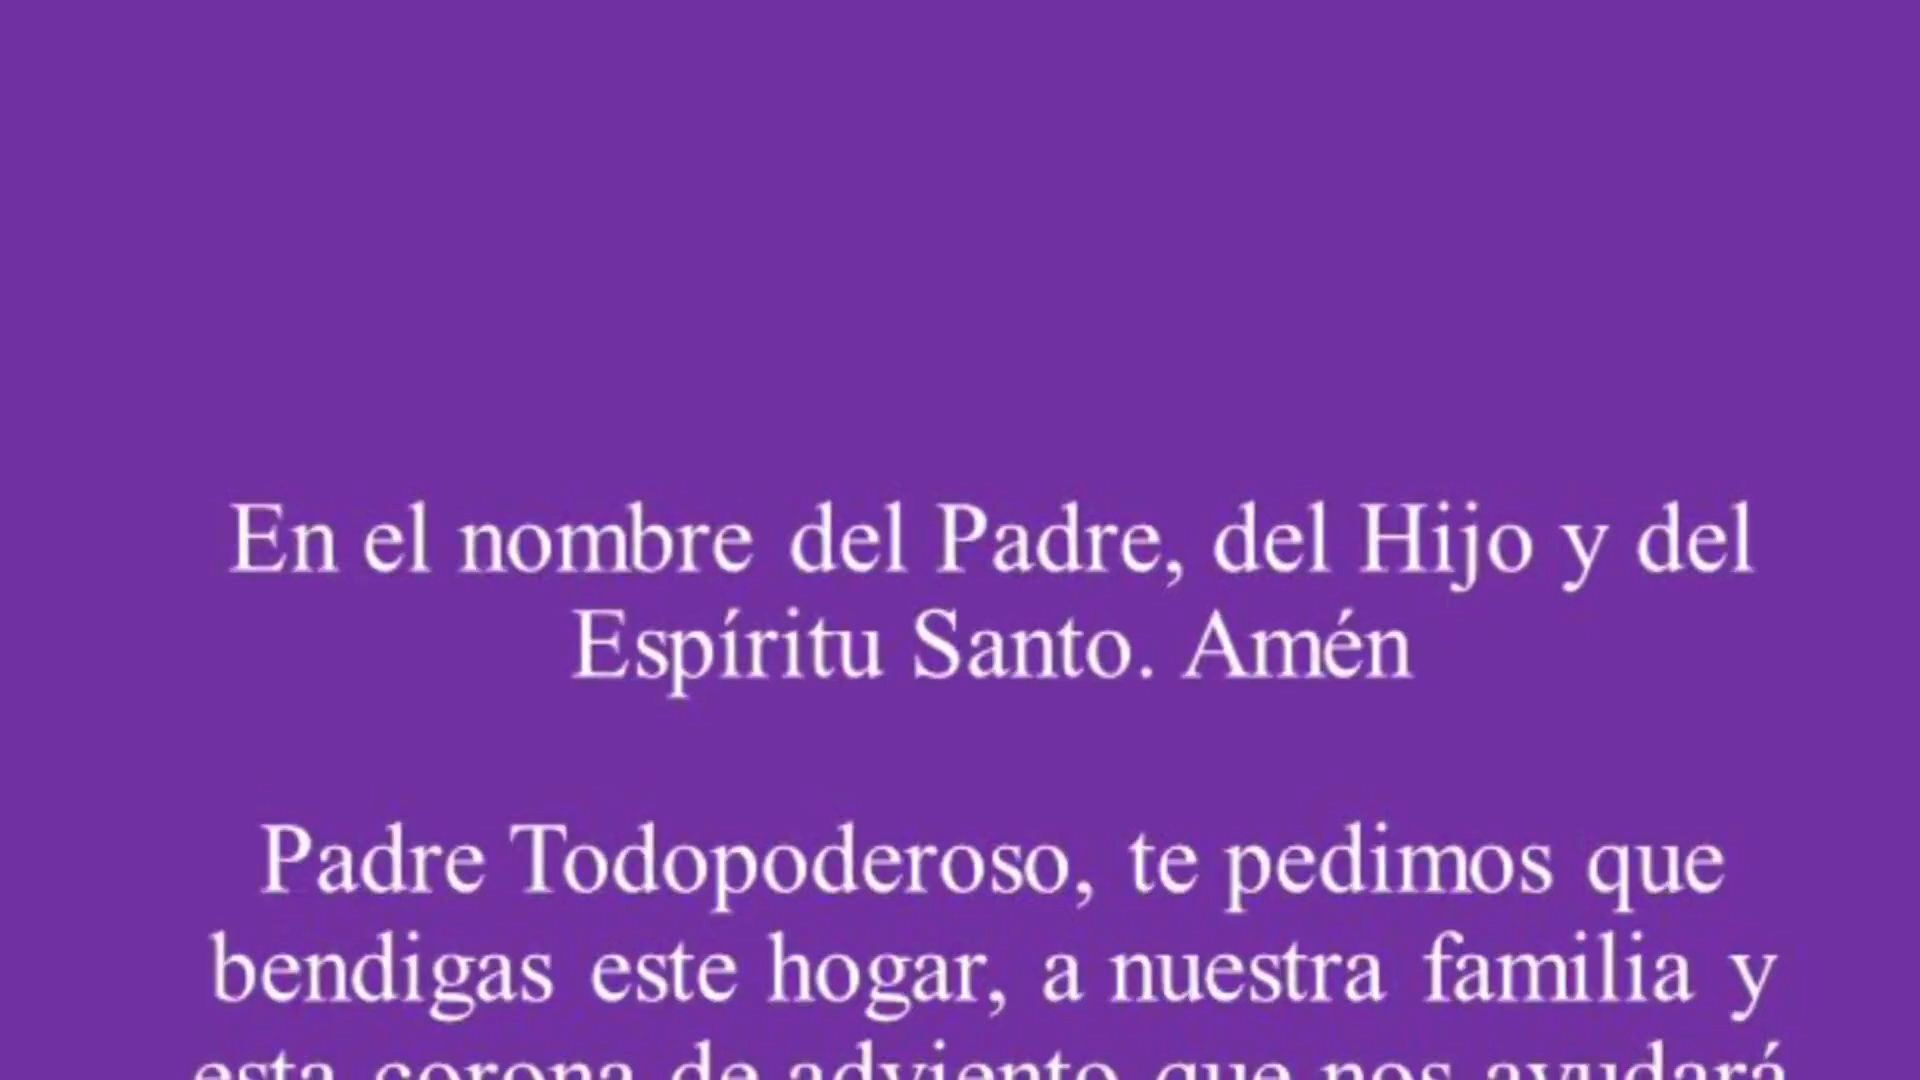 En el nombre del Padre, del Hijo y del
Espíritu Santo. Amén
Padre Todopoderoso, te pedimos que
bendigas este hogar, a nuestra familia y
esta corona de adviento que nos ayudará